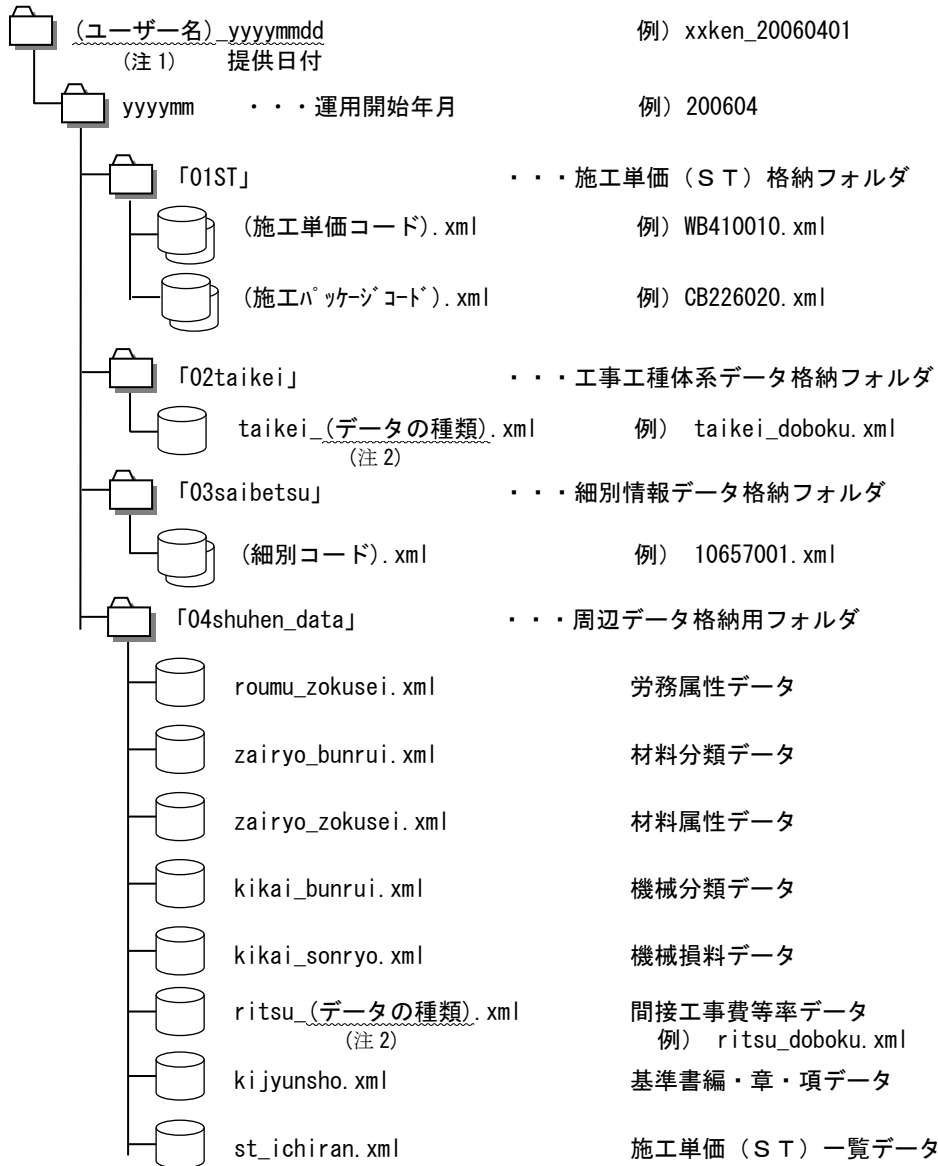 (ユーザー名)_yyyymmdd 例）xxken_20060401
(注 1) 提供日付
yyyymm ・・・運用開始年月 例）200604
「01ST」 ・・・施工単価（ＳＴ）格納フォルダ
(施工単価コード).xml 例）WB410010.xml
(施工ﾊﾟｯｹｰｼﾞｺｰﾄﾞ).xml 例）CB226020.xml
「02taikei」 ・・・工事工種体系データ格納フォルダ
taikei_(データの種類).xml 例） taikei_doboku.xml
(注 2)
「03saibetsu」 ・・・細別情報データ格納フォルダ
(細別コード).xml 例） 10657001.xml
「04shuhen_data」 ・・・周辺データ格納用フォルダ
roumu_zokusei.xml 労務属性データ
zairyo_bunrui.xml 材料分類データ
zairyo_zokusei.xml 材料属性データ
kikai_bunrui.xml 機械分類データ
kikai_sonryo.xml 機械損料データ
ritsu_(データの種類).xml 間接工事費等率データ
(注 2) 例） ritsu_doboku.xml
kijyunsho.xml 基準書編・章・項データ
st_ichiran.xml 施工単価（ＳＴ）一覧データ